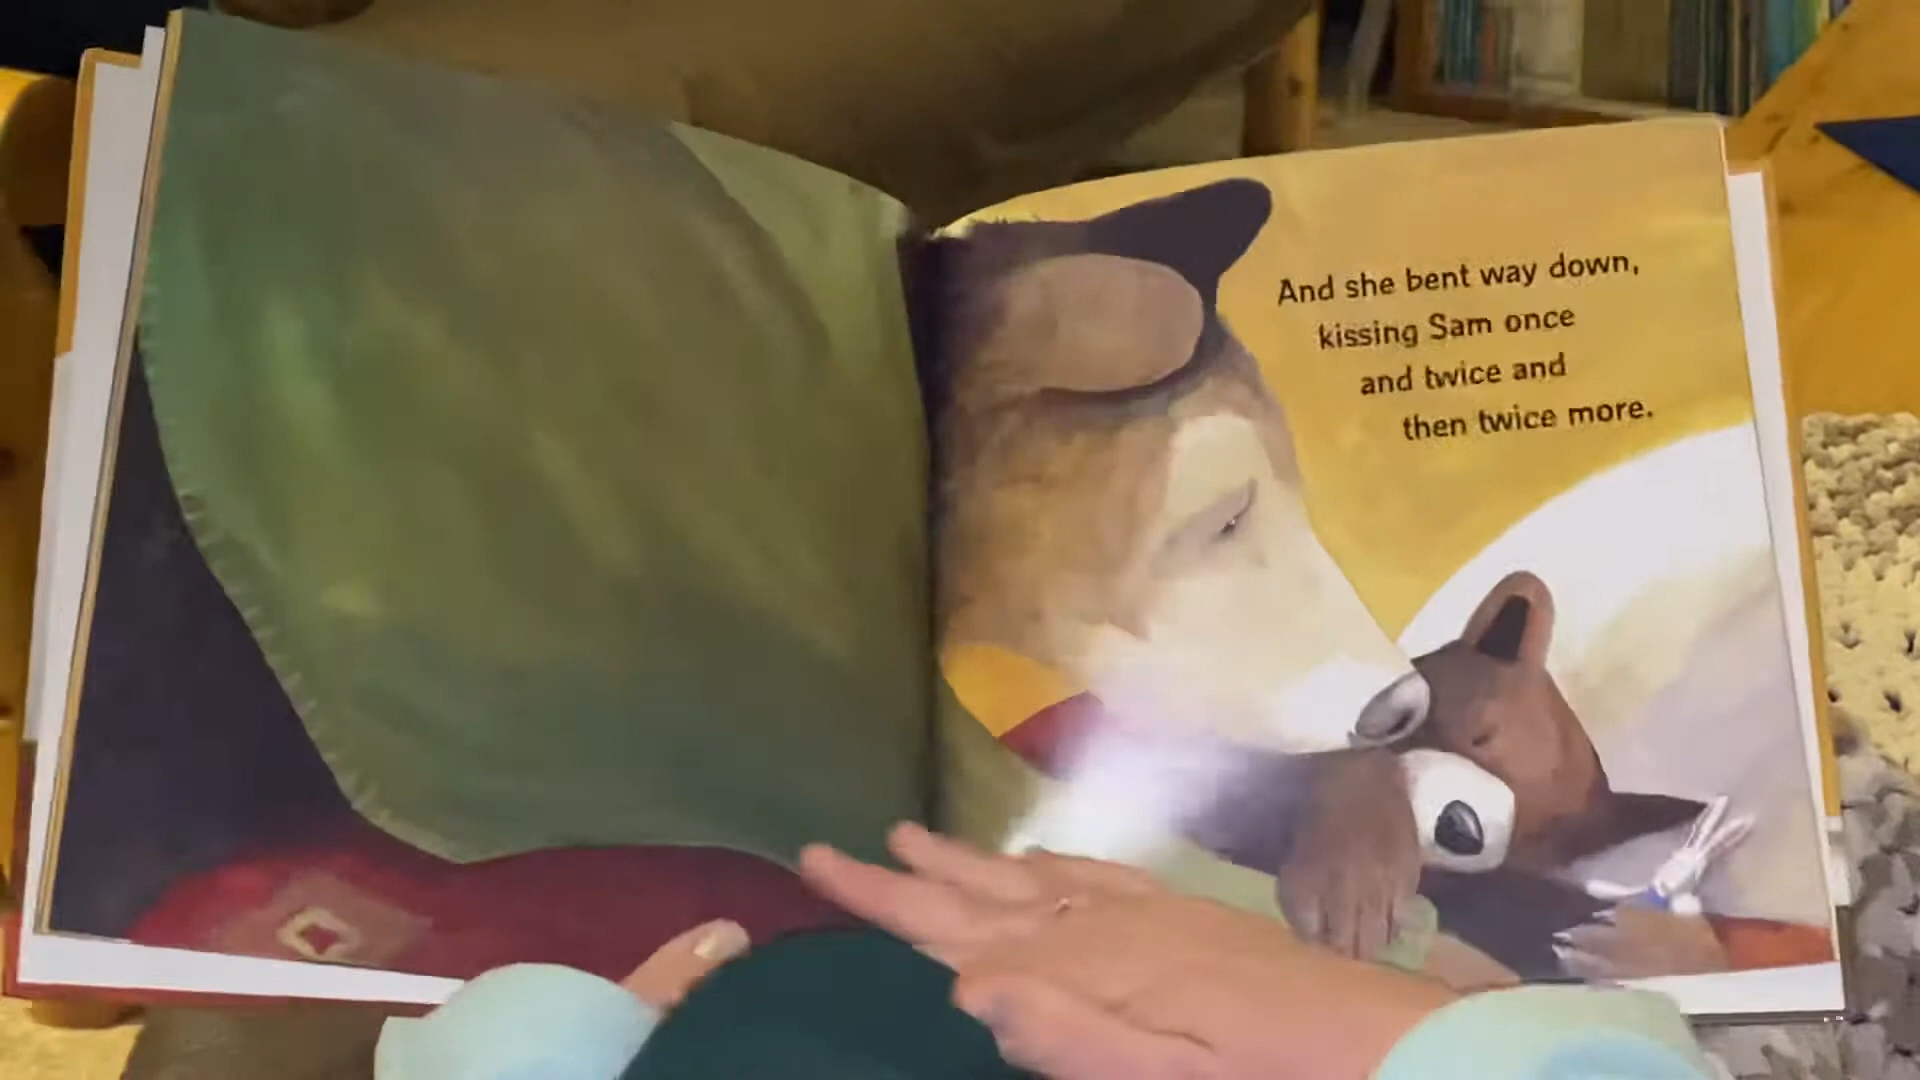 And she bent way down,
kissing Sam once
and twice and
then twice more.